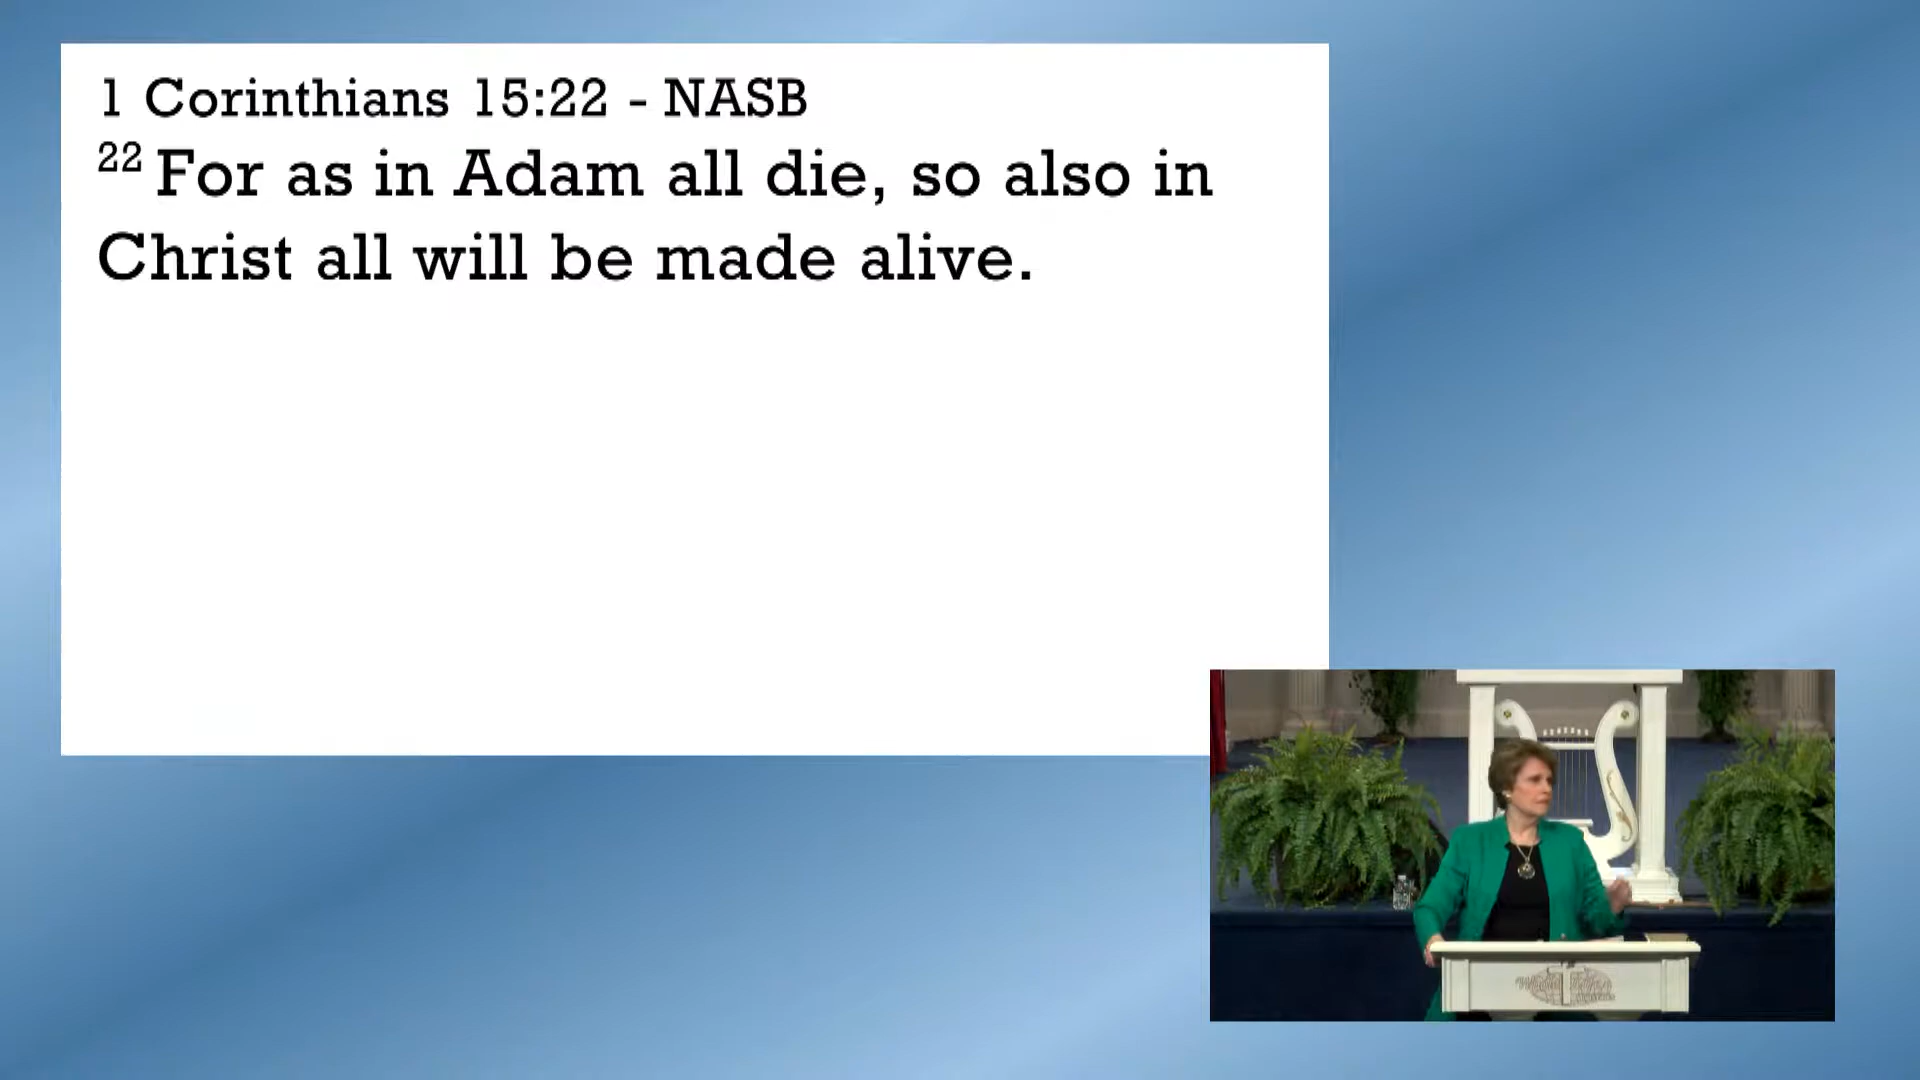 1 Corinthians 15:22 - NASB
22 For as in Adam all die, so also in
Christ all will be made alive.